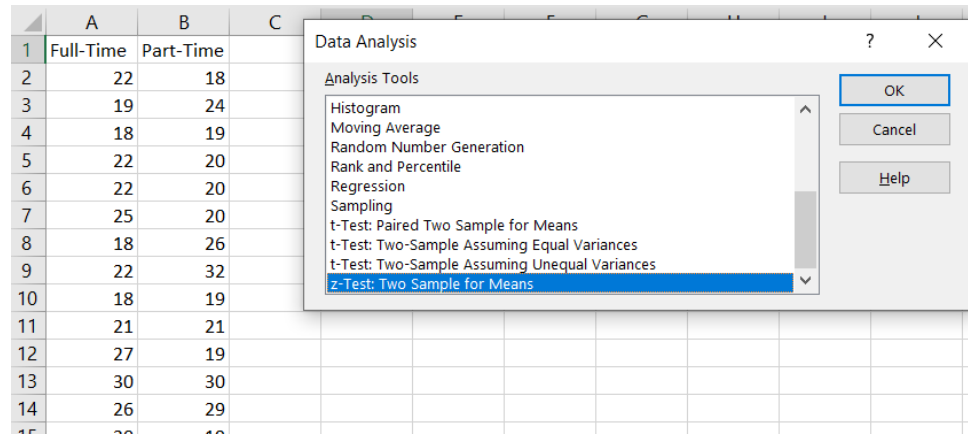 A B C
Data Analysis ? ×
1 Full-Time Part-Time
Analysis Tools
2 22 18
3 19 24
4 18 19
5 22 20
6 22 20
7 25 20
8 18 26
9 22 32
10 18 19
11 21 21
12 27 19
13 30 30
14 26 29
Histogram
Moving Average
Random Number Generation
Rank and Percentile
Regression
Sampling
t-Test: Paired Two Sample for Means
t-Test: Two-Sample Assuming Equal Variances
t-Test: Two-Sample Assuming Unequal Variances
z-Test: Two Sample for Means
OK
Cancel
Help